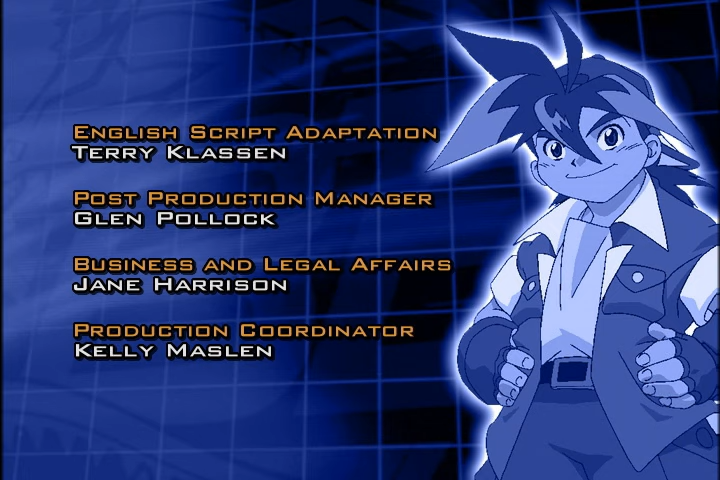 English Script Adaptation
Terry Klassen
Post Production Manager
Glen Pollock
Business and Legal Affairs
Jane Harrison
Production Coordinator
Kelly Maslen